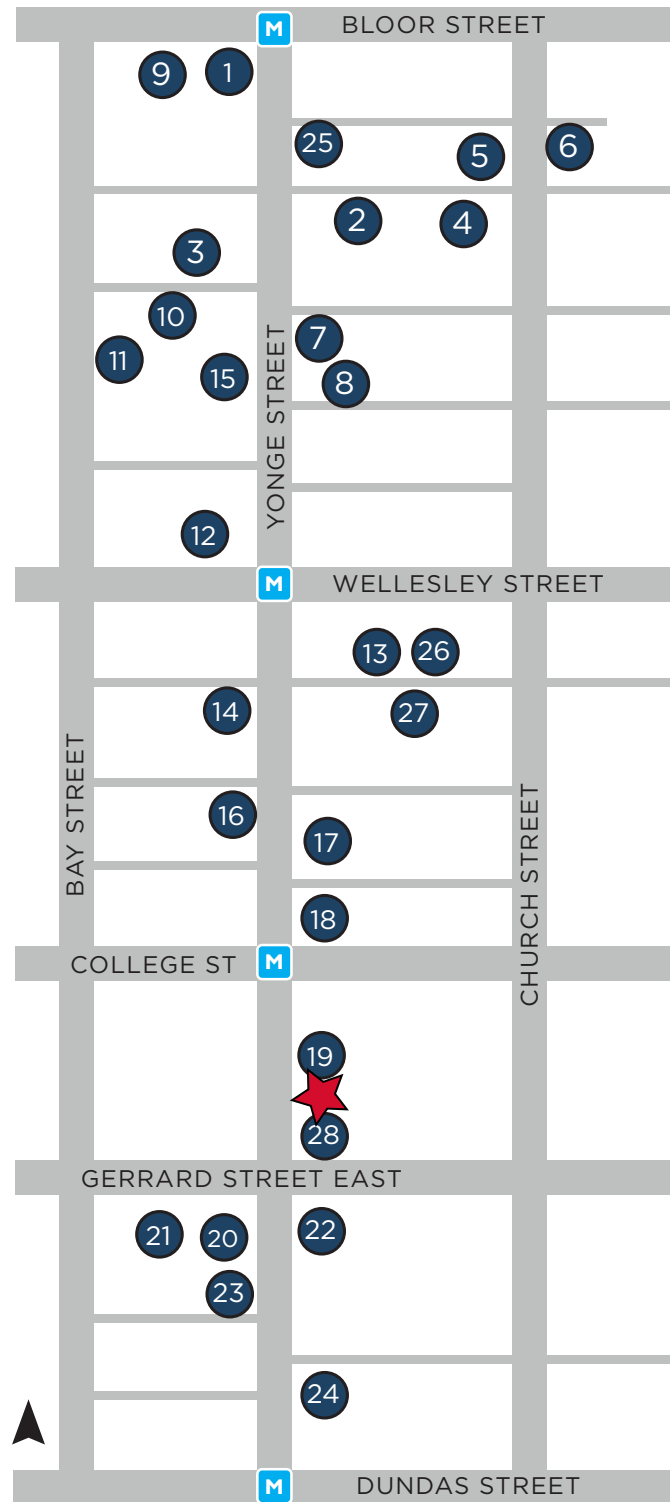 M
BLOOR STREET
9
1
25
5
6
2
4
3
10
7
11
15
8
YONGE STREET
12
M
WELLESLEY STREET
13
26
14
27
BAY STREET
16
17
CHURCH STREET
18
COLLEGE ST
M
19
28
GERRARD STREET EAST
21
20
22
23
24
M
DUNDAS STREET